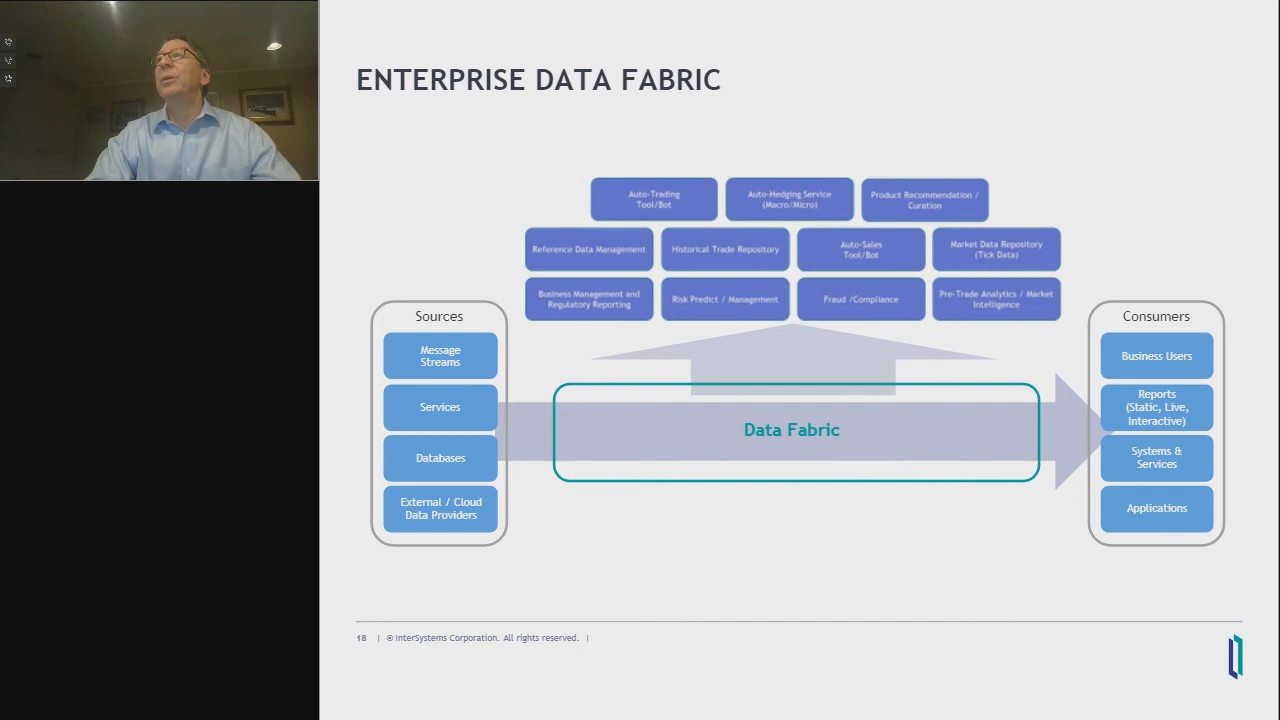 ENTERPRISE DATA FABRIC
Auto-Trading
Tool/Bot
Auto-Hedging Service
(Macro/Micro)
Product Recommendation /
Curation
Reference Data Management
Historical Trade Repository
Auto-Sales
Tool/Bot
Market Data Repository
(Tick Data)
Business Management and
Regulatory Reporting
Risk Predict / Management
Fraud /Compliance
Pre-Trade Analytics / Market
Intelligence
Sources
Message
Streams
Services
Databases
External / Cloud
Data Providers
Data Fabric
Consumers
Business Users
Reports
(Static, Live,
Interactive)
Systems &
Services
Applications
18 | © InterSystems Corporation. All rights reserved. |